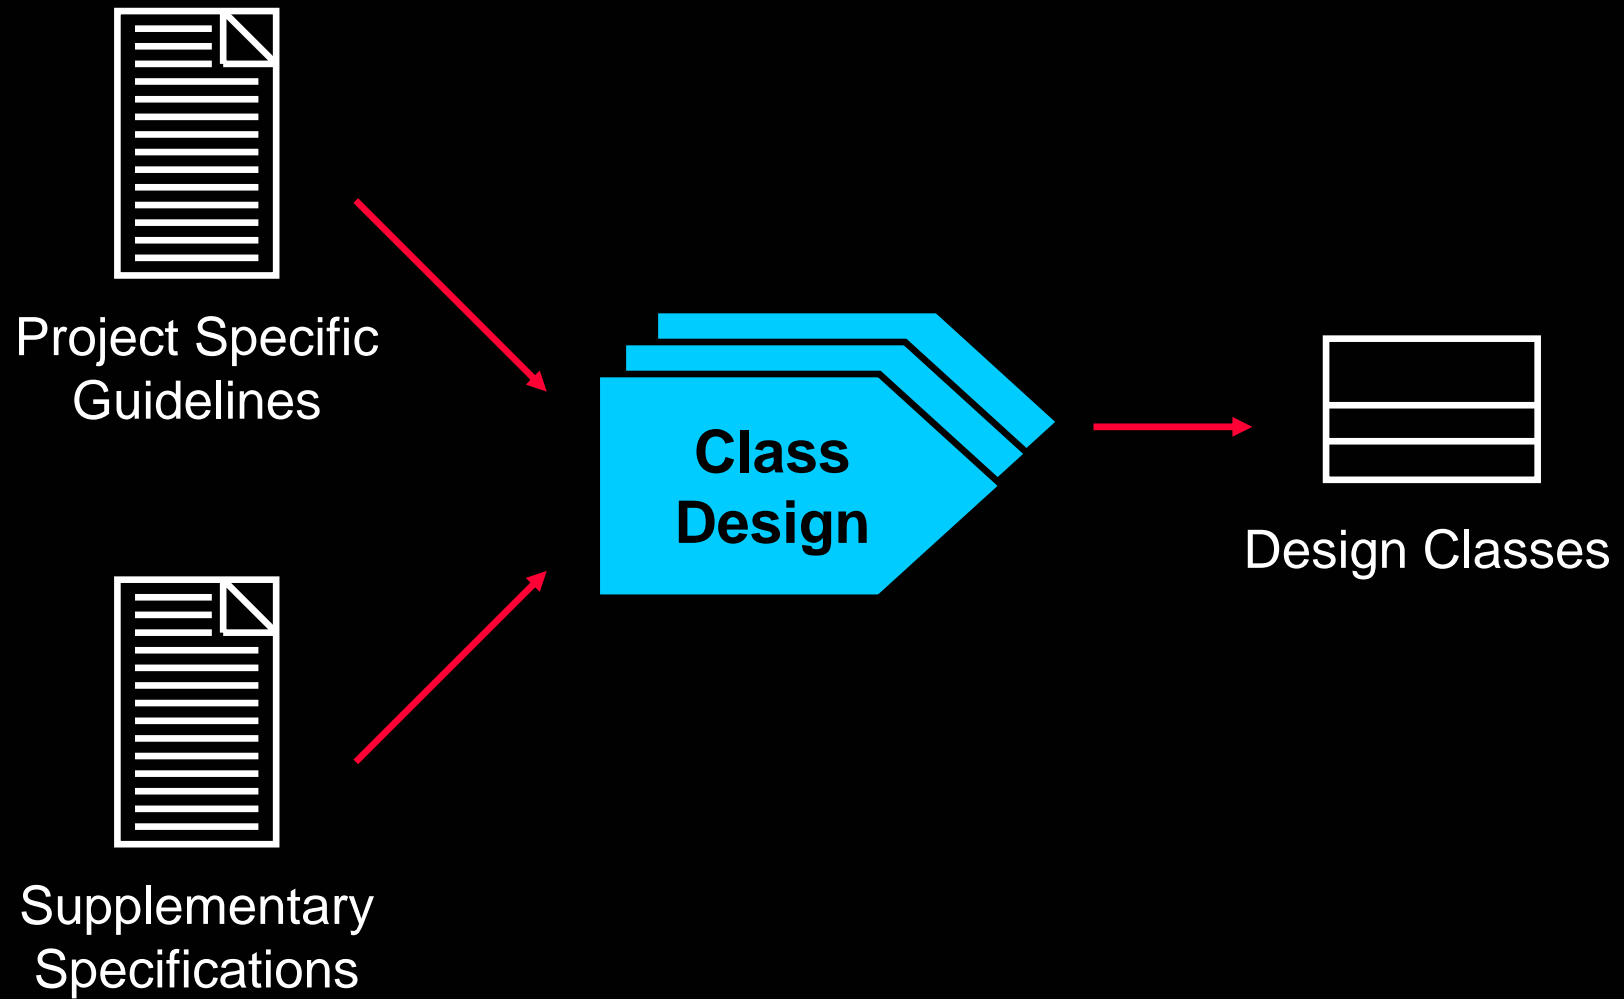 Project Specific
Guidelines
Class
Design
Design Classes
Supplementary
Specifications